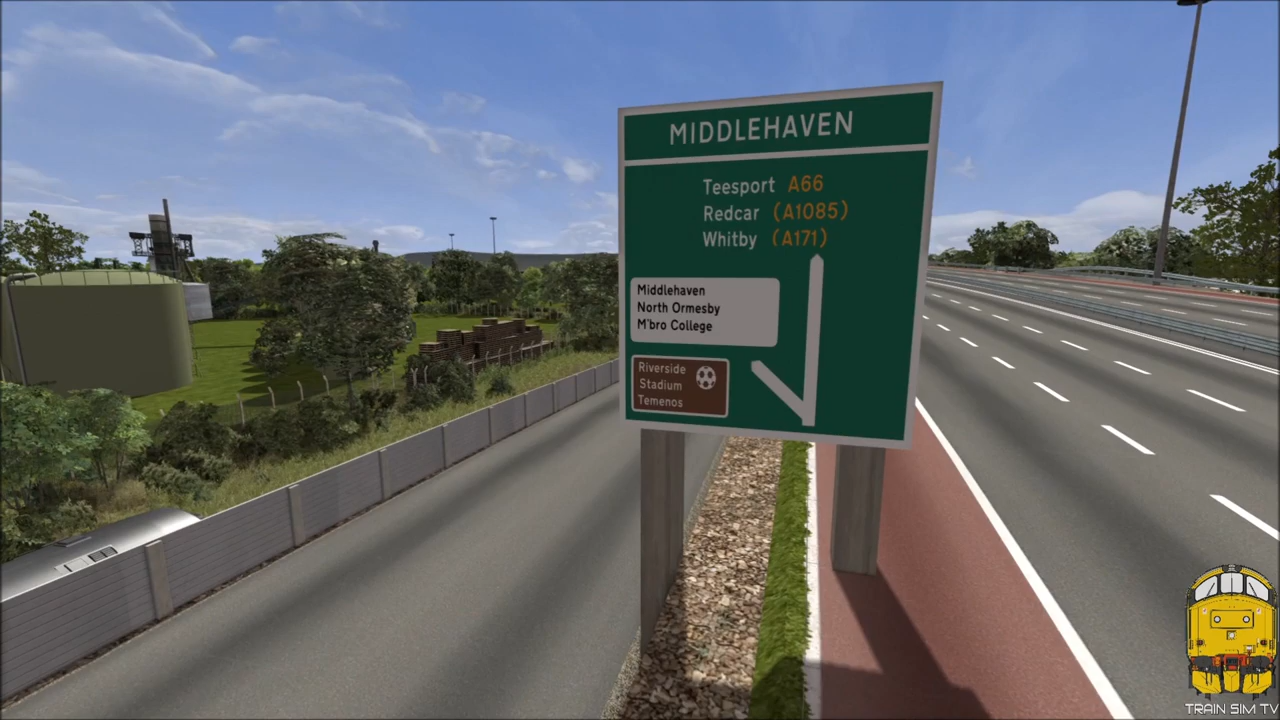 MIDDLEHAVEN
Teesport A66
Redcar (A1085)
Whitby (A171)
Middlehaven
North Ormesby
M'bro College
Riverside
Stadium
Temenos
TRAIN SIM TV